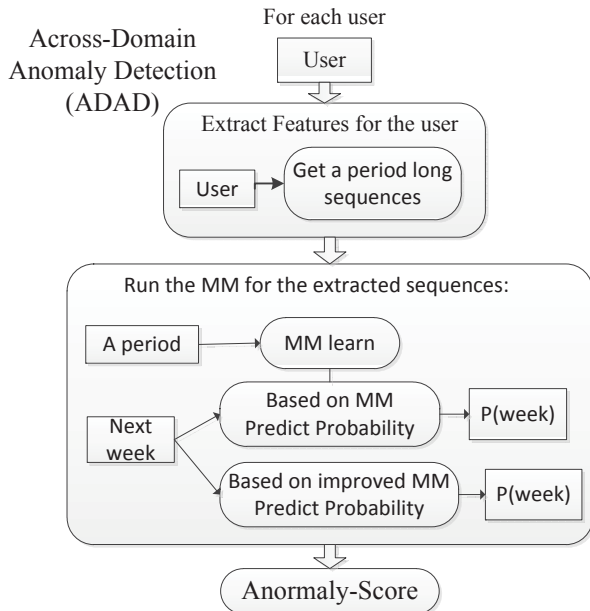 Across-Domain
Anomaly Detection
(ADAD)
For each user
User
Extract Features for the user
User
Get a period long
sequences
Run the MM for the extracted sequences:
A period
MM learn
Based on MM
Predict Probability
P(week)
Next
week
Based on improved MM
Predict Probability
P(week)
Anormaly-Score